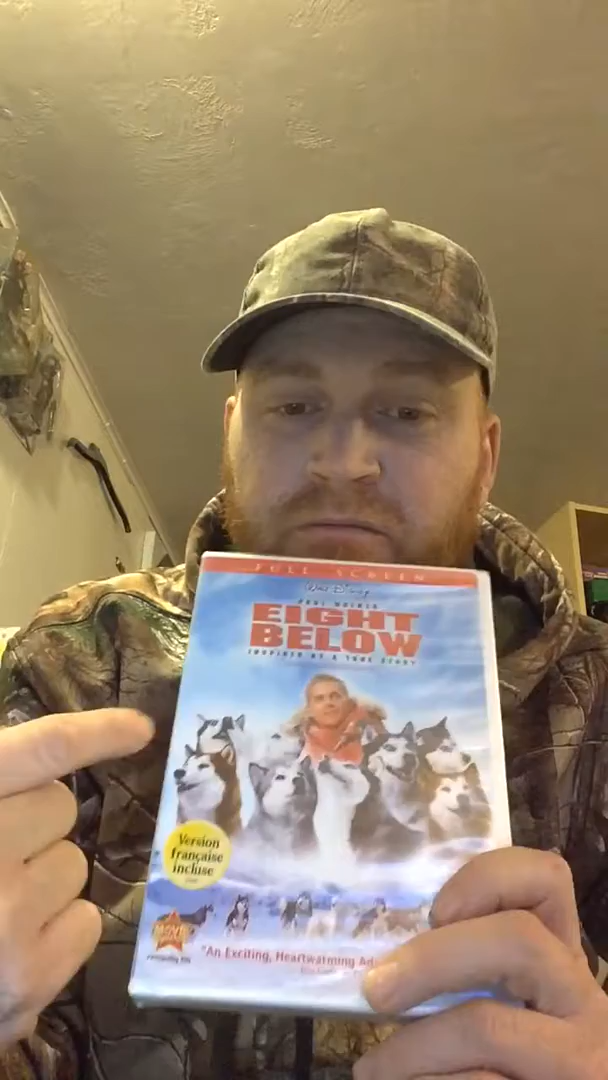 FULL SCREEN
WALT DISNEY
PAUL WALKER
EIGHT
BELOW
INSPIRED BY A TRUE STORY
Version
française
incluse
MOVIE
"An Exciting, Heartwarming Ad